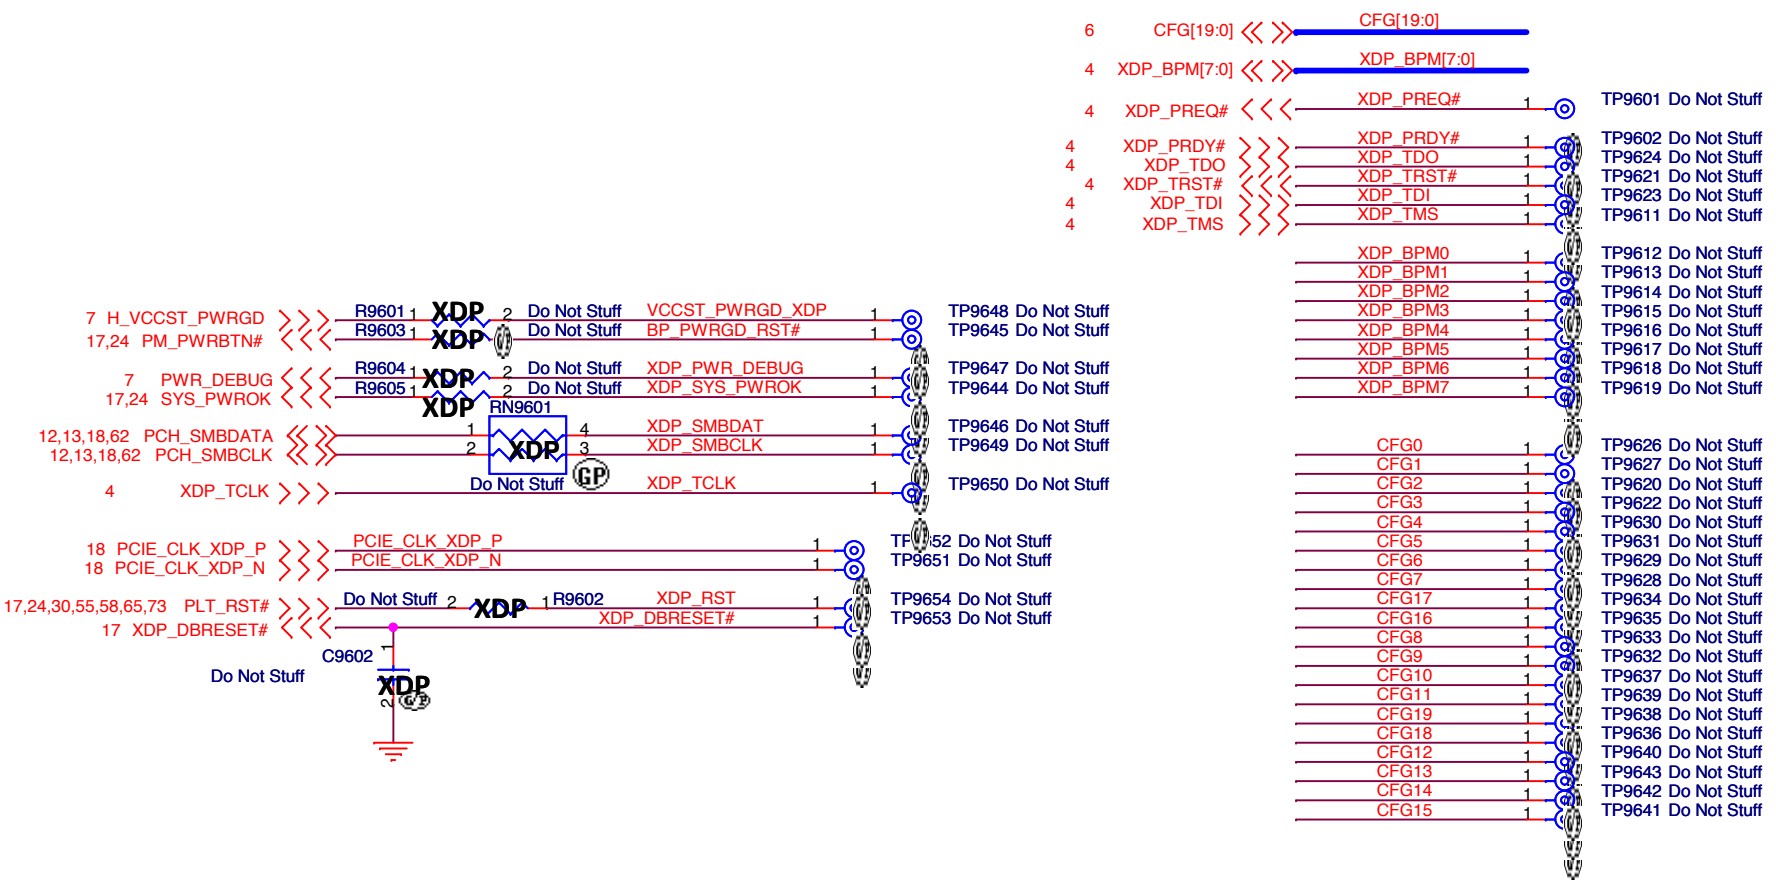 6 CFG[19:0] CFG[19:0]
4 XDP_BPM[7:0] XDP_BPM[7:0]
4 XDP_PREQ# XDP_PREQ# 1 TP9601 Do Not Stuff
4 XDP_PRDY# XDP_PRDY# 1 TP9602 Do Not Stuff
4 XDP_TDO XDP_TDO 1 TP9624 Do Not Stuff
4 XDP_TRST# XDP_TRST# 1 TP9621 Do Not Stuff
4 XDP_TDI XDP_TDI 1 TP9623 Do Not Stuff
4 XDP_TMS XDP_TMS 1 TP9611 Do Not Stuff
XDP_BPM0 1 TP9612 Do Not Stuff
XDP_BPM1 1 TP9613 Do Not Stuff
XDP_BPM2 1 TP9614 Do Not Stuff
XDP_BPM3 1 TP9615 Do Not Stuff
XDP_BPM4 1 TP9616 Do Not Stuff
XDP_BPM5 1 TP9617 Do Not Stuff
XDP_BPM6 1 TP9618 Do Not Stuff
XDP_BPM7 1 TP9619 Do Not Stuff
7 H_VCCST_PWRGD R9601 1 XDP 2 Do Not Stuff VCCST_PWRGD_XDP 1 TP9648 Do Not Stuff
17,24 PM_PWRBTN# R9603 1 XDP Do Not Stuff BP_PWRGD_RST# 1 TP9645 Do Not Stuff
7 PWR_DEBUG R9604 1 XDP 2 Do Not Stuff XDP_PWR_DEBUG 1 TP9647 Do Not Stuff
17,24 SYS_PWROK R9605 1 XDP 2 Do Not Stuff XDP_SYS_PWROK 1 TP9644 Do Not Stuff
RN9601
12,13,18,62 PCH_SMBDATA 1 4 XDP_SMBDAT 1 TP9646 Do Not Stuff
12,13,18,62 PCH_SMBCLK 2 XDP 3 XDP_SMBCLK 1 TP9649 Do Not Stuff
GP
4 XDP_TCLK Do Not Stuff XDP_TCLK 1 TP9650 Do Not Stuff
18 PCIE_CLK_XDP_P PCIE_CLK_XDP_P 1 Do Not Stuff
18 PCIE_CLK_XDP_N PCIE_CLK_XDP_N 1 TP9651 Do Not Stuff
17,24,30,55,58,65,73 PLT_RST# Do Not Stuff 2 XDP 1 R9602 XDP_RST 1 TP9654 Do Not Stuff
17 XDP_DBRESET# XDP_DBRESET# 1 TP9653 Do Not Stuff
C9602 1
Do Not Stuff XDP
2
CFG0 1 TP9626 Do Not Stuff
CFG1 1 TP9627 Do Not Stuff
CFG2 1 TP9620 Do Not Stuff
CFG3 1 TP9622 Do Not Stuff
CFG4 1 TP9630 Do Not Stuff
CFG5 1 TP9631 Do Not Stuff
CFG6 1 TP9629 Do Not Stuff
CFG7 1 TP9628 Do Not Stuff
CFG17 1 TP9634 Do Not Stuff
CFG16 1 TP9635 Do Not Stuff
CFG8 1 TP9633 Do Not Stuff
CFG9 1 TP9632 Do Not Stuff
CFG10 1 TP9637 Do Not Stuff
CFG11 1 TP9639 Do Not Stuff
CFG19 1 TP9638 Do Not Stuff
CFG18 1 TP9636 Do Not Stuff
CFG12 1 TP9640 Do Not Stuff
CFG13 1 TP9643 Do Not Stuff
CFG14 1 TP9642 Do Not Stuff
CFG15 1 TP9641 Do Not Stuff